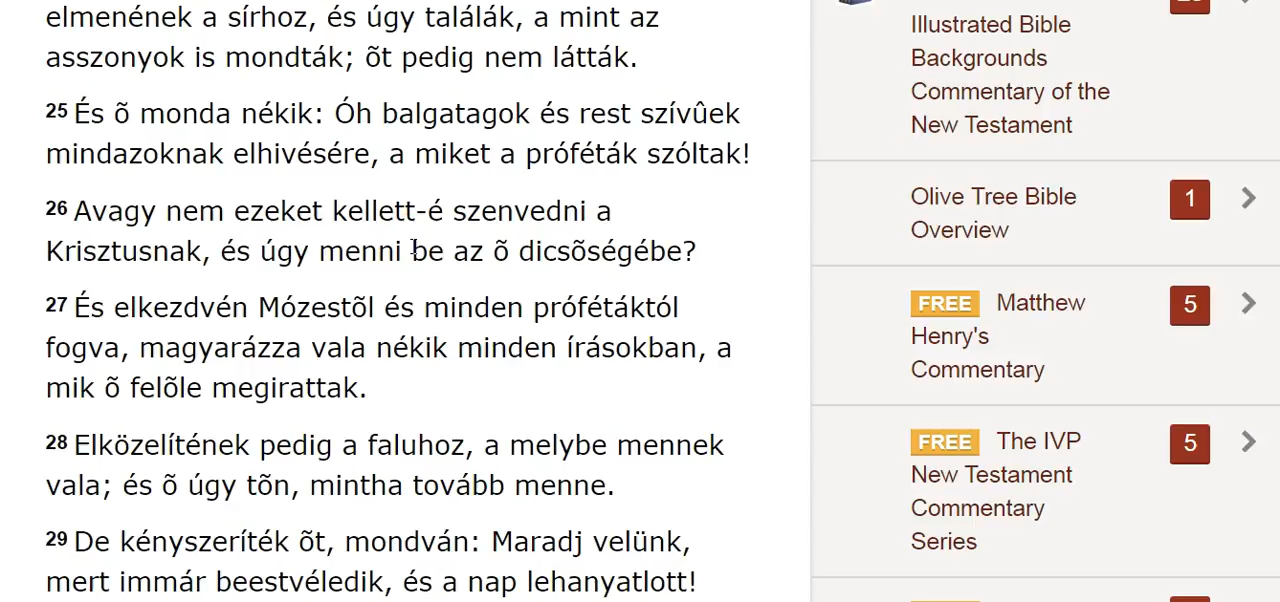 elmenének a sírhoz, és úgy találák, a mint az
asszonyok is mondták; õt pedig nem látták.
25 És õ monda nékik: Óh balgatagok és rest szívûek
mindazoknak elhivésére, a miket a próféták szóltak!
26 Avagy nem ezeket kellett-é szenvedni a
Krisztusnak, és úgy menni be az õ dicsõségébe?
27 És elkezdvén Mózestõl és minden prófétáktól
fogva, magyarázza vala nékik minden írásokban, a
mik õ felõle megirattak.
28 Elközelítének pedig a faluhoz, a melybe mennek
vala; és õ úgy tõn, mintha tovább menne.
29 De kényszeríték õt, mondván: Maradj velünk,
mert immár beestvéledik, és a nap lehanyatlott!
Illustrated Bible
Backgrounds
Commentary of the
New Testament
Olive Tree Bible
Overview
1
FREE Matthew
Henry's
Commentary
5
FREE The IVP
New Testament
Commentary
Series
5